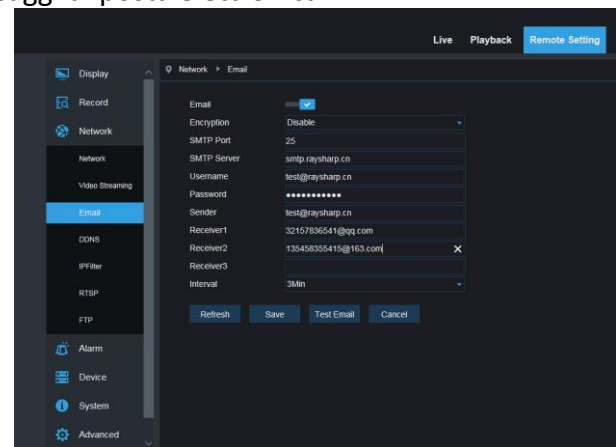 Live Playback Remote Setting
Display
Network Email
Record
Network
Network
Video Streaming
Email
DDNS
IPFilter
RTSP
FTP
Alarm
Device
System
Advanced
Email
Encryption Disable
SMTP Port 25
SMTP Server smtp.raysharp.cn
Username test@raysharp.cn
Password •••••••••••
Sender test@raysharp.cn
Receiver1 32157836541@qq.com
Receiver2 135458355415@163.com
Receiver3
Interval 3Min
Refresh Save Test Email Cancel